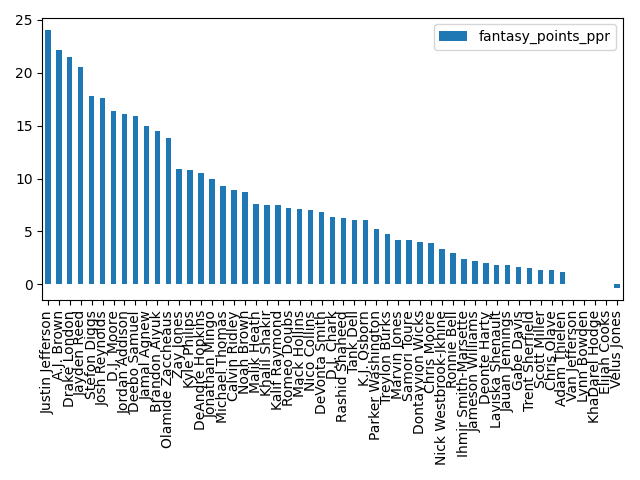 25
20
15
10
5
0
fantasy_points_ppr
Justin Jefferson
A.J. Brown
Drake London
Jayden Reed
Stefon Diggs
Josh Reynolds
D.J. Moore
Jordan Addison
Deebo Samuel
Jamal Agnew
Brandon Aiyuk
Olamide Zaccheaus
Zay Jones
Kyle Philips
DeAndre Hopkins
Jonathan Mingo
Michael Thomas
Calvin Ridley
Noah Brown
Malik Heath
Khalil Shakir
Kalif Raymond
Romeo Doubs
Mack Hollins
Nico Collins
DeVonta Smith
D.J. Chark
Rashid Shaheed
Tank Dell
K.J. Osborn
Parker Washington
Treylon Burks
Marvin Jones
Samori Toure
Dontayvion Wicks
Chris Moore
Nick Westbrook-Ikhine
Ronnie Bell
Ihmir Smith-Marsette
Jameson Williams
Deonte Harty
Laviska Shenault
Jauan Jennings
Gabe Davis
Trent Sherfield
Scott Miller
Chris Olave
Adam Thielen
Van Jefferson
Lynn Bowden
KhaDarel Hodge
Elijah Cooks
Velus Jones